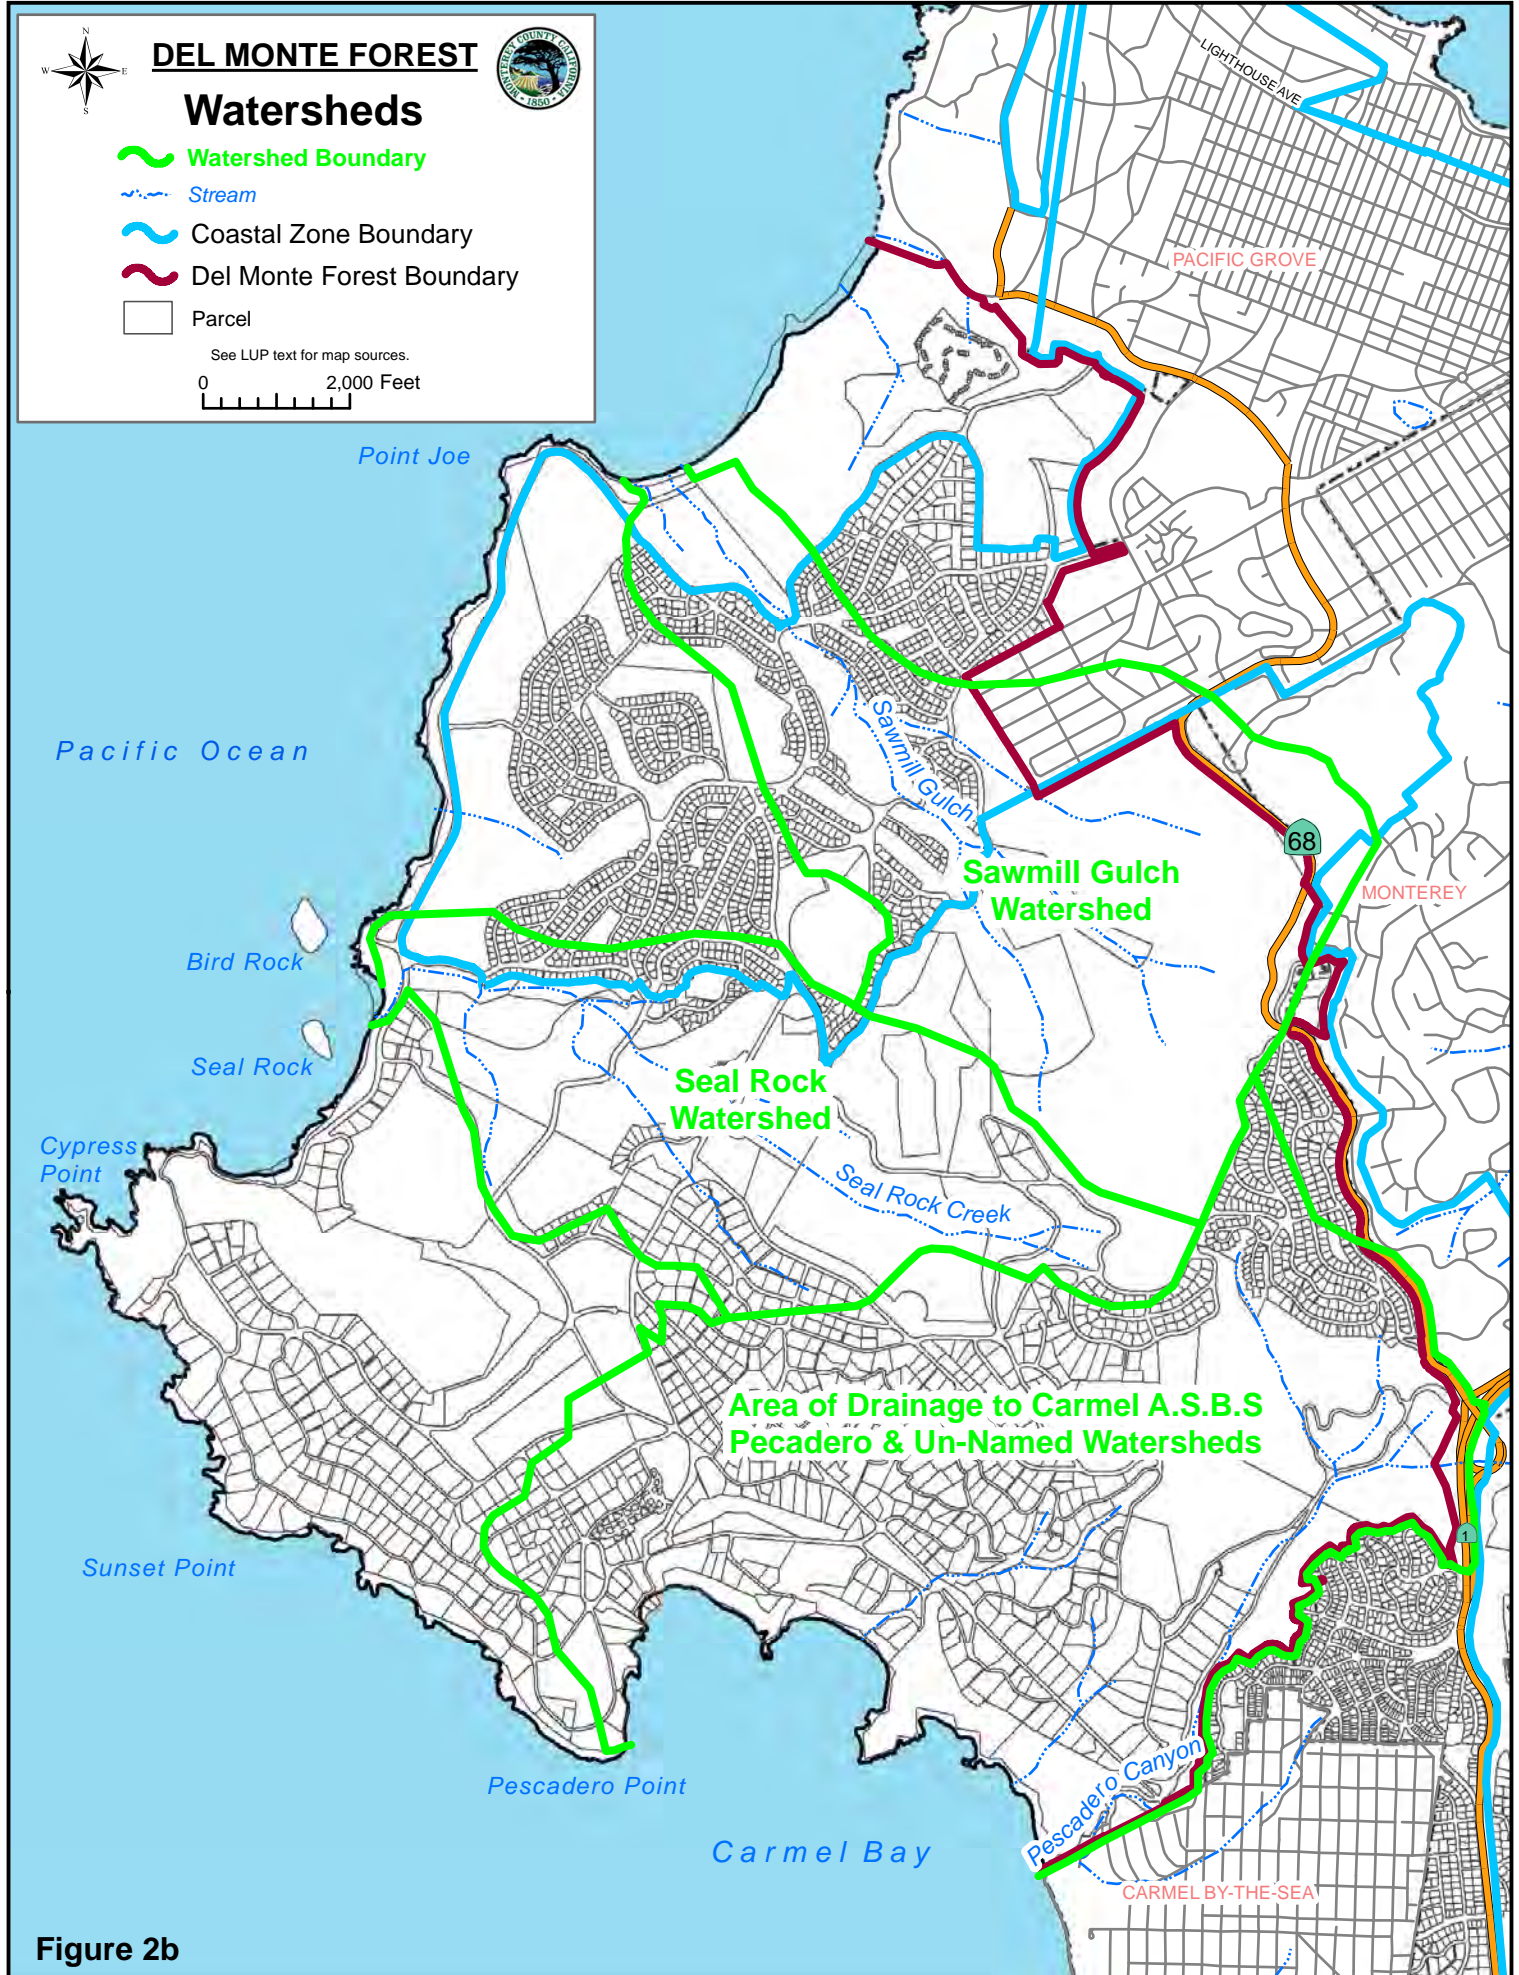 DEL MONTE FOREST
Watersheds
MONTEREY COUNTY CALIFORNIA
1850
N
W
E
S
Watershed Boundary
Stream
Coastal Zone Boundary
Del Monte Forest Boundary
Parcel
See LUP text for map sources.
0 2,000 Feet
LIGHTHOUSE AVE
PACIFIC GROVE
Point Joe
Pacific Ocean
Sawmill Gulch
68
Sawmill Gulch
Watershed
MONTEREY
Bird Rock
Seal Rock
Seal Rock
Watershed
Cypress
Point
Seal Rock Creek
Area of Drainage to Carmel A.S.B.S
Pecadero & Un-Named Watersheds
1
Sunset Point
Pescadero Point
Pescadero Canyon
Carmel Bay
CARMEL BY-THE-SEA
Figure 2b